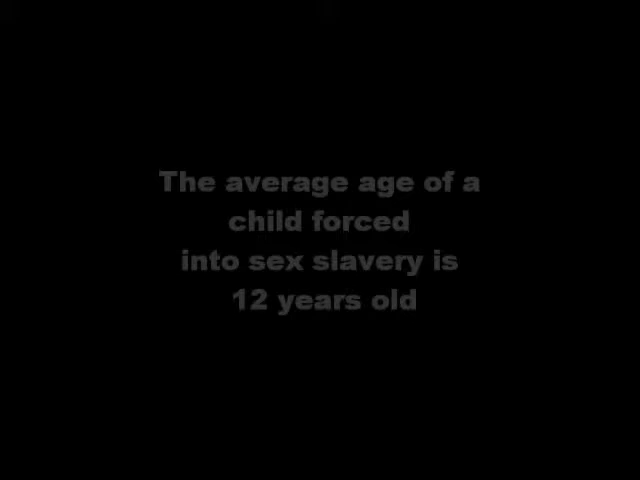 The average age of a
child forced
into sex slavery is
12 years old